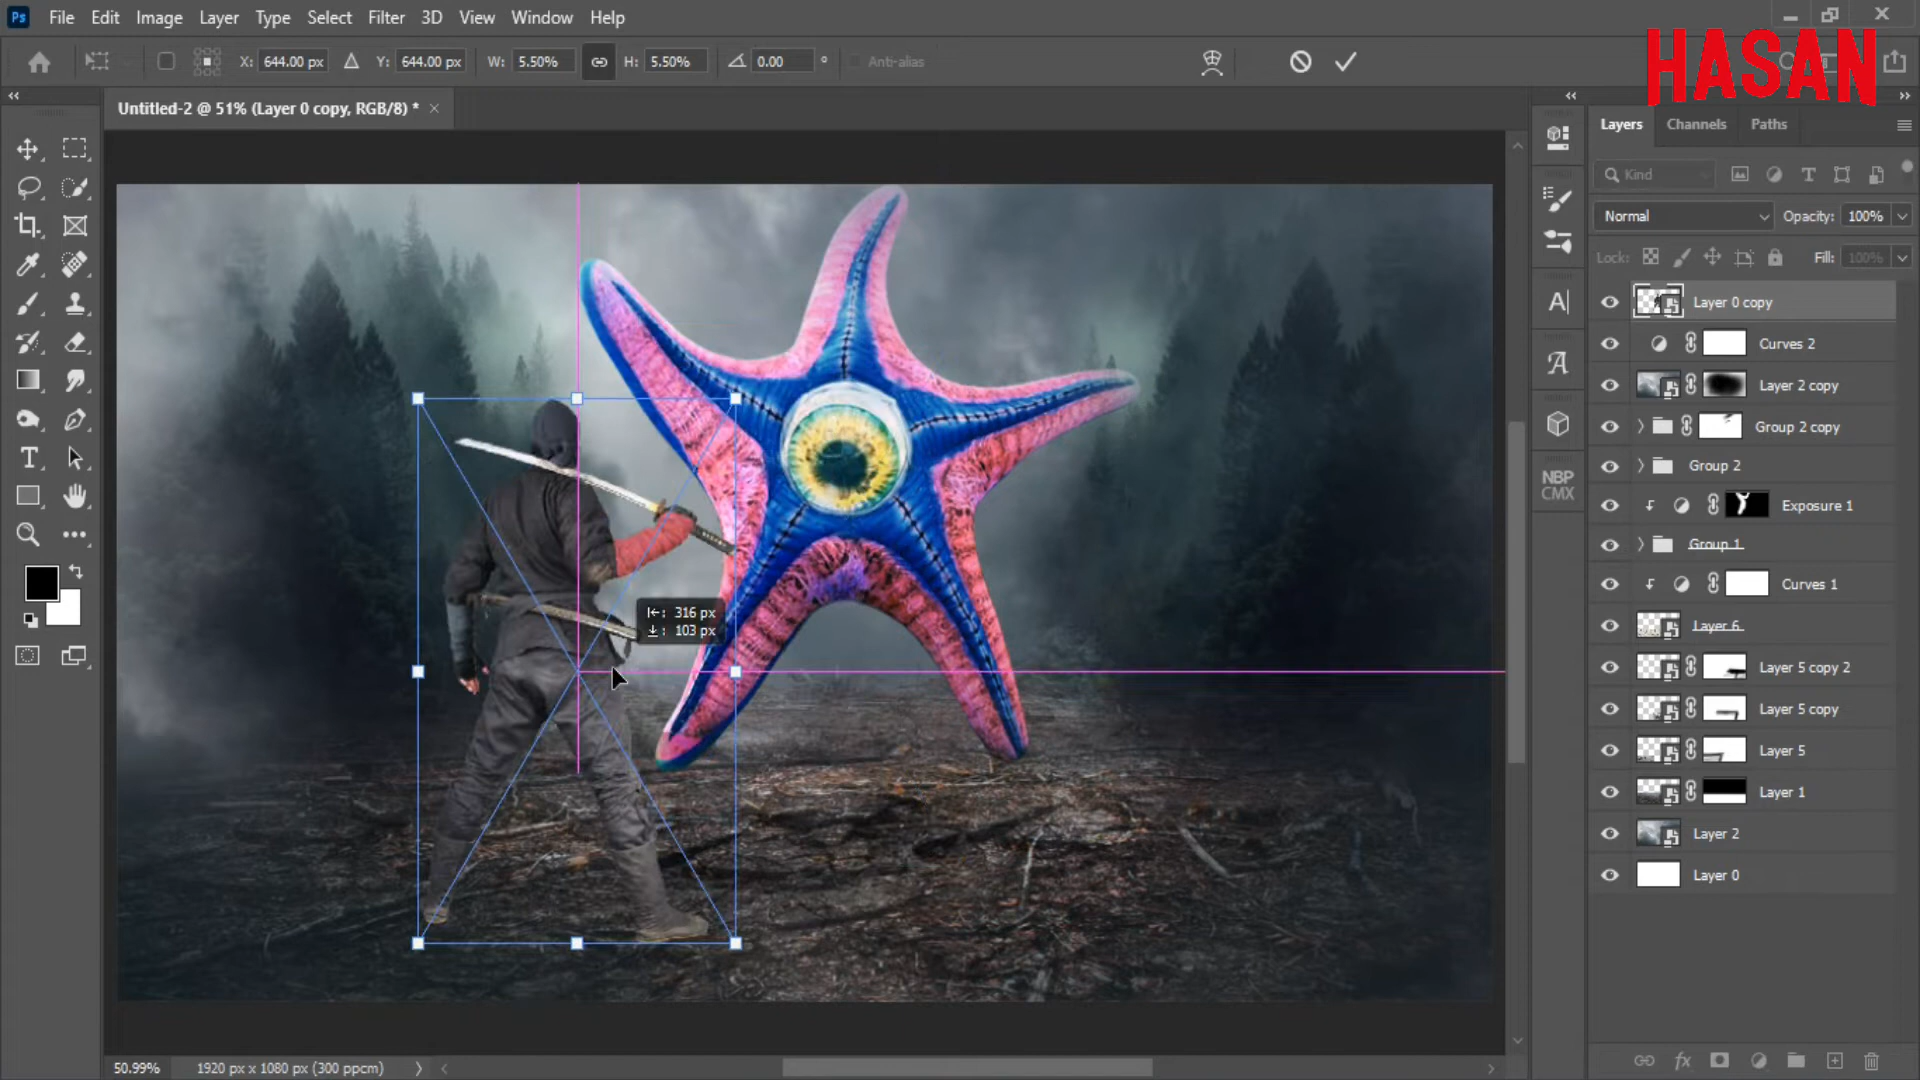 Ps File Edit Image Layer Type Select Filter 3D View Window Help
X: 644.00 px Y: 644.00 px W: 5.50% H: 5.50% 0.00 ° Anti-alias
HASAN
Untitled-2 @ 51% (Layer 0 copy, RGB/8) * ×
Layers Channels Paths
Kind
Normal Opacity: 100%
Lock: Fill: 100%
Layer 0 copy
Curves 2
Layer 2 copy
Group 2 copy
Group 2
NBP
CMX
Exposure 1
Group 1
Curves 1
316 px
103 px
Layer 6
Layer 5 copy 2
Layer 5 copy
Layer 5
Layer 1
Layer 2
Layer 0
50.99% 1920 px x 1080 px (300 ppcm)
fx